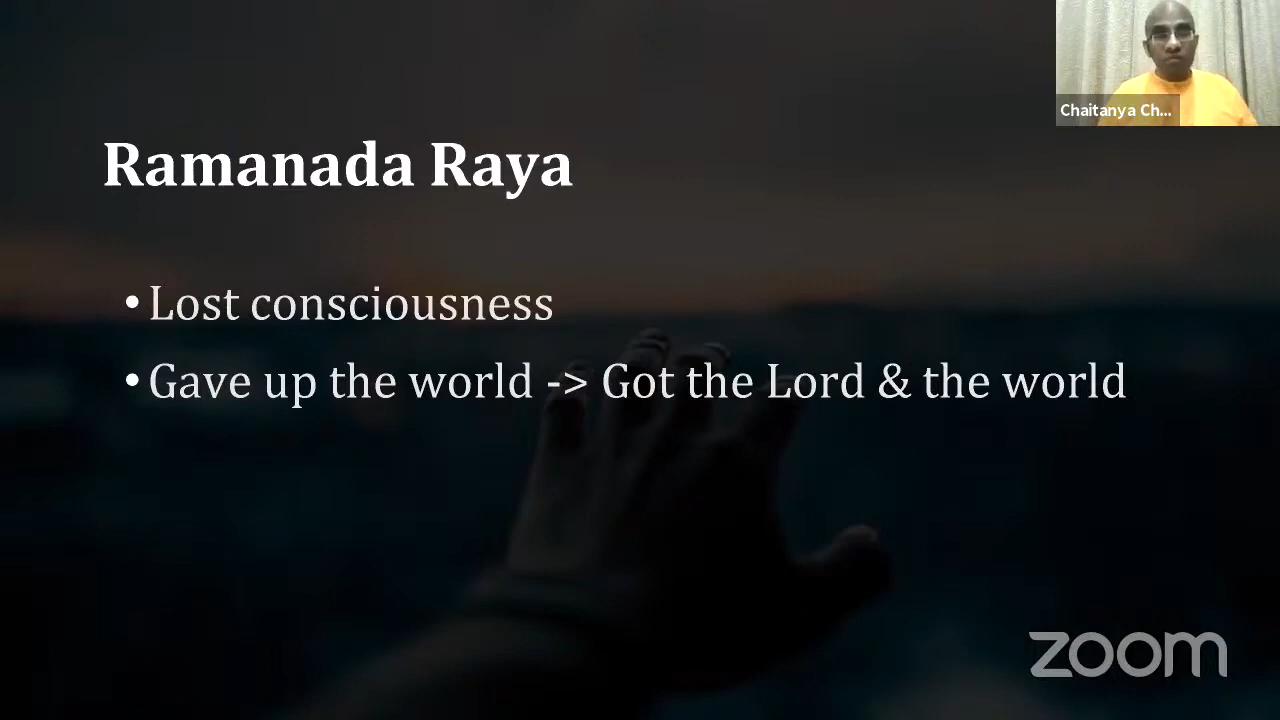 Chaitanya Ch...
Ramanada Raya
• Lost consciousness
• Gave up the world -> Got the Lord & the world
zoom